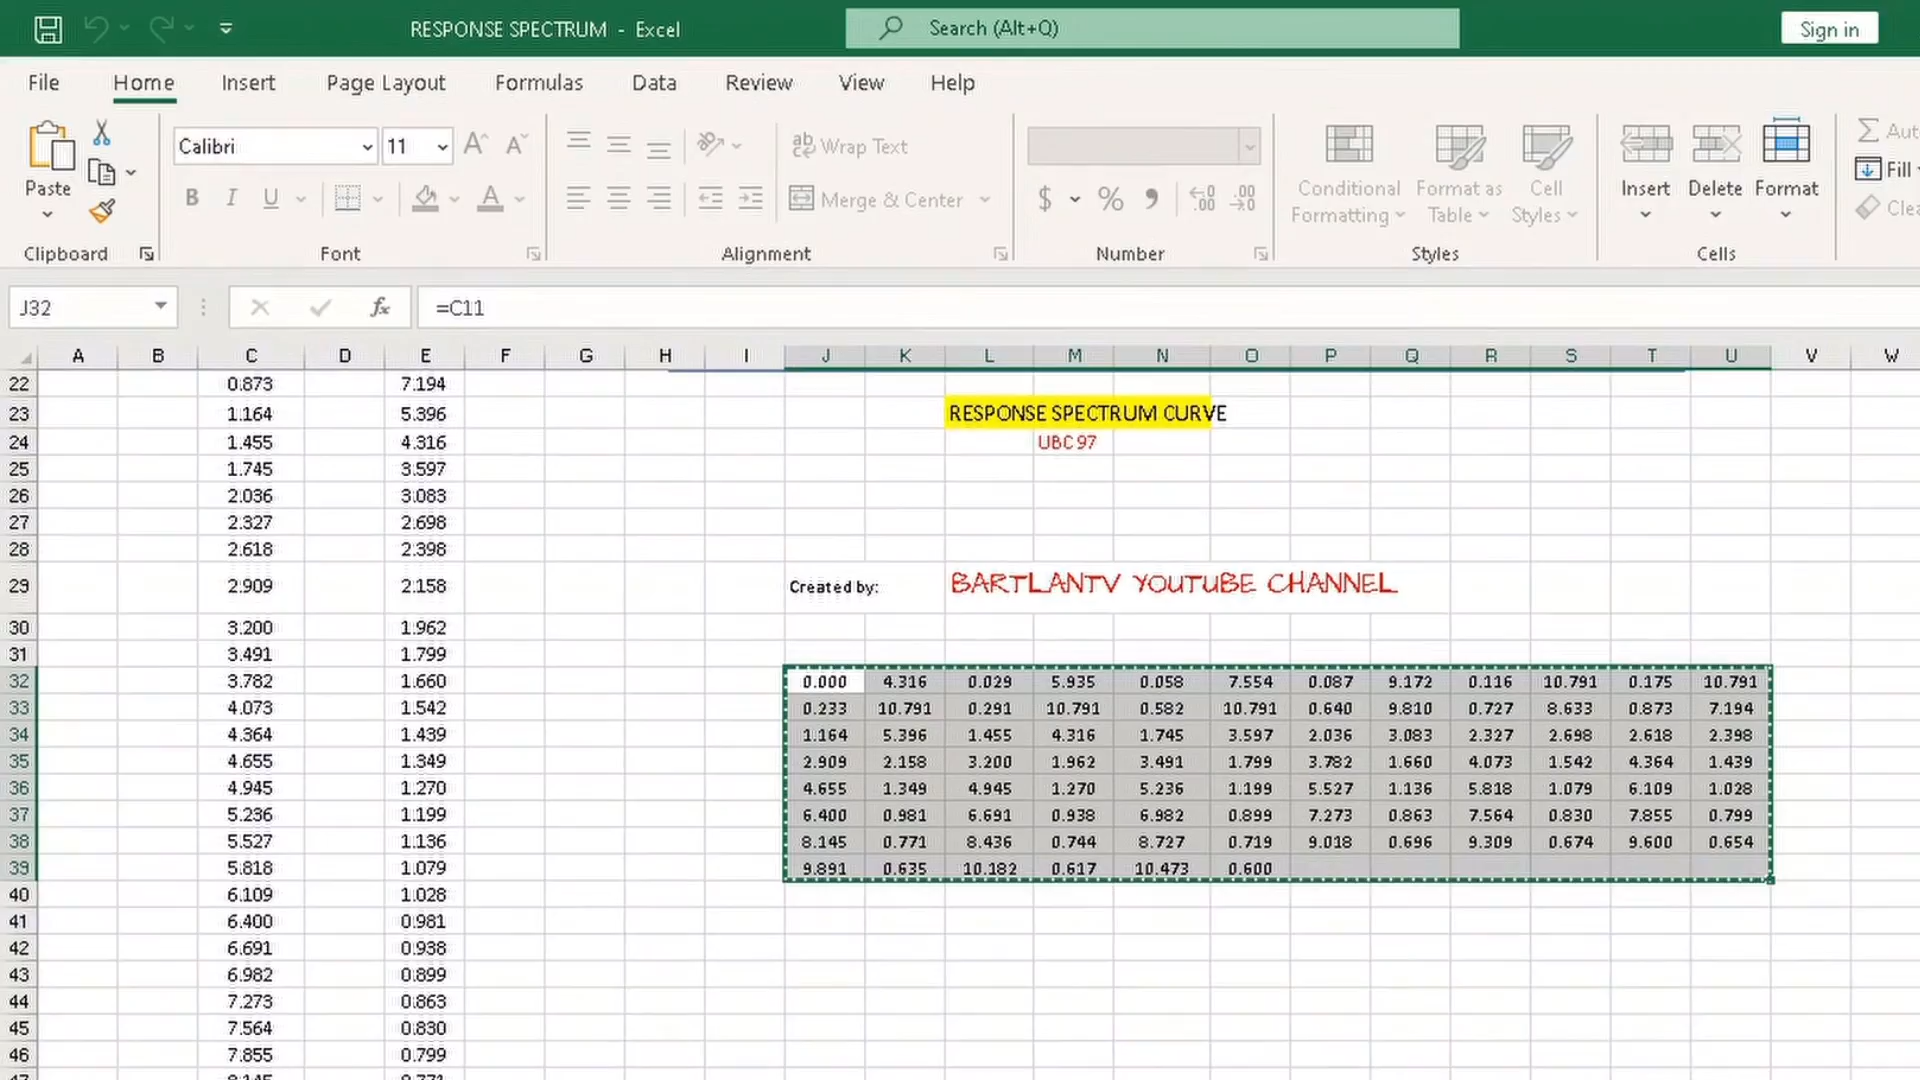 RESPONSE SPECTRUM - Excel
Search (Alt+Q)
Sign in
File Home Insert Page Layout Formulas Data Review View Help
Paste
Calibri 11
Wrap Text
Merge & Center
Conditional Formatting
Format as Table
Cell Styles
Insert Delete Format
Fill
Clipboard Font Alignment Number Styles Cells
J32 fx =C11
A B C D E F G H I J K L M N O P Q R S T U V W
22 0.873 7.194
23 1.164 5.396 RESPONSE SPECTRUM CURVE
24 1.455 4.316 UBC 97
25 1.745 3.597
26 2.036 3.083
27 2.327 2.698
28 2.618 2.398
29 2.909 2.158 Created by: BARTLANTV YOUTUBE CHANNEL
30 3.200 1.962
31 3.491 1.799
32 3.782 1.660 0.000 4.316 0.029 5.935 0.058 7.554 0.087 9.172 0.116 10.791 0.175 10.791
33 4.073 1.542 0.233 10.791 0.291 10.791 0.582 10.791 0.640 9.810 0.727 8.633 0.873 7.194
34 4.364 1.439 1.164 5.396 1.455 4.316 1.745 3.597 2.036 3.083 2.327 2.698 2.618 2.398
35 4.655 1.349 2.909 2.158 3.200 1.962 3.491 1.799 3.782 1.660 4.073 1.542 4.364 1.439
36 4.945 1.270 4.655 1.349 4.945 1.270 5.236 1.199 5.527 1.136 5.818 1.079 6.109 1.028
37 5.236 1.199 6.400 0.981 6.691 0.938 6.982 0.899 7.273 0.863 7.564 0.830 7.855 0.799
38 5.527 1.136 8.145 0.771 8.436 0.744 8.727 0.719 9.018 0.696 9.309 0.674 9.600 0.654
39 5.818 1.079 9.891 0.635 10.182 0.617 10.473 0.600
40 6.109 1.028
41 6.400 0.981
42 6.691 0.938
43 6.982 0.899
44 7.273 0.863
45 7.564 0.830
46 7.855 0.799